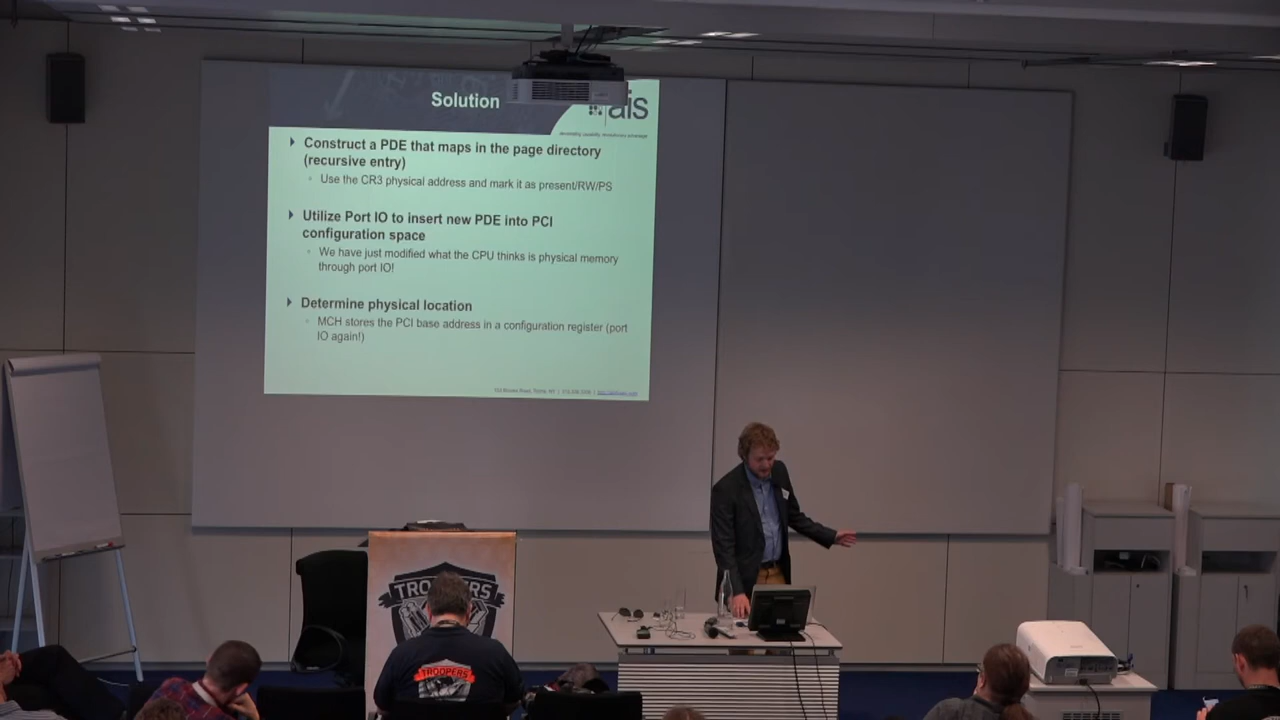 Solution
ais
Construct a PDE that maps in the page directory
(recursive entry)
Use the CR3 physical address and mark it as present/RW/PS
Utilize Port IO to insert new PDE into PCI
configuration space
We have just modified what the CPU thinks is physical memory
through port IO!
Determine physical location
MCH stores the PCI base address in a configuration register (port
IO again!)
TROOPERS
TROOPERS